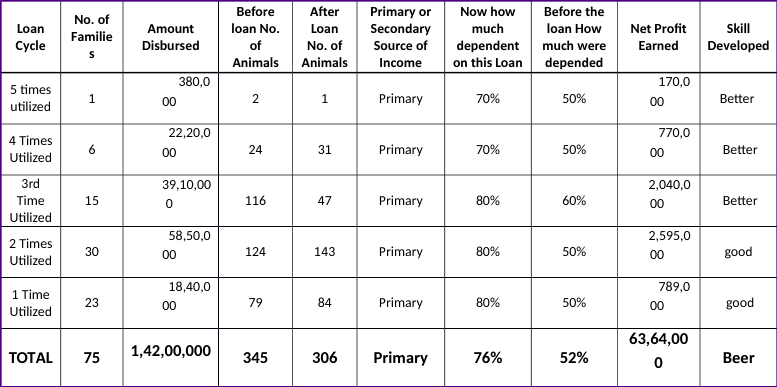 Loan Cycle | No. of Families | Amount Disbursed | Before loan No. of Animals | After Loan No. of Animals | Primary or Secondary Source of Income | Now how much dependent on this Loan | Before the loan How much were depended | Net Profit Earned | Skill Developed
5 times utilized | 1 | 380,000 | 2 | 1 | Primary | 70% | 50% | 170,000 | Better
4 Times Utilized | 6 | 22,20,000 | 24 | 31 | Primary | 70% | 50% | 770,000 | Better
3rd Time Utilized | 15 | 39,10,000 | 116 | 47 | Primary | 80% | 60% | 2,040,000 | Better
2 Times Utilized | 30 | 58,50,000 | 124 | 143 | Primary | 80% | 50% | 2,595,000 | good
1 Time Utilized | 23 | 18,40,000 | 79 | 84 | Primary | 80% | 50% | 789,000 | good
TOTAL | 75 | 1,42,00,000 | 345 | 306 | Primary | 76% | 52% | 63,64,000 | Beer